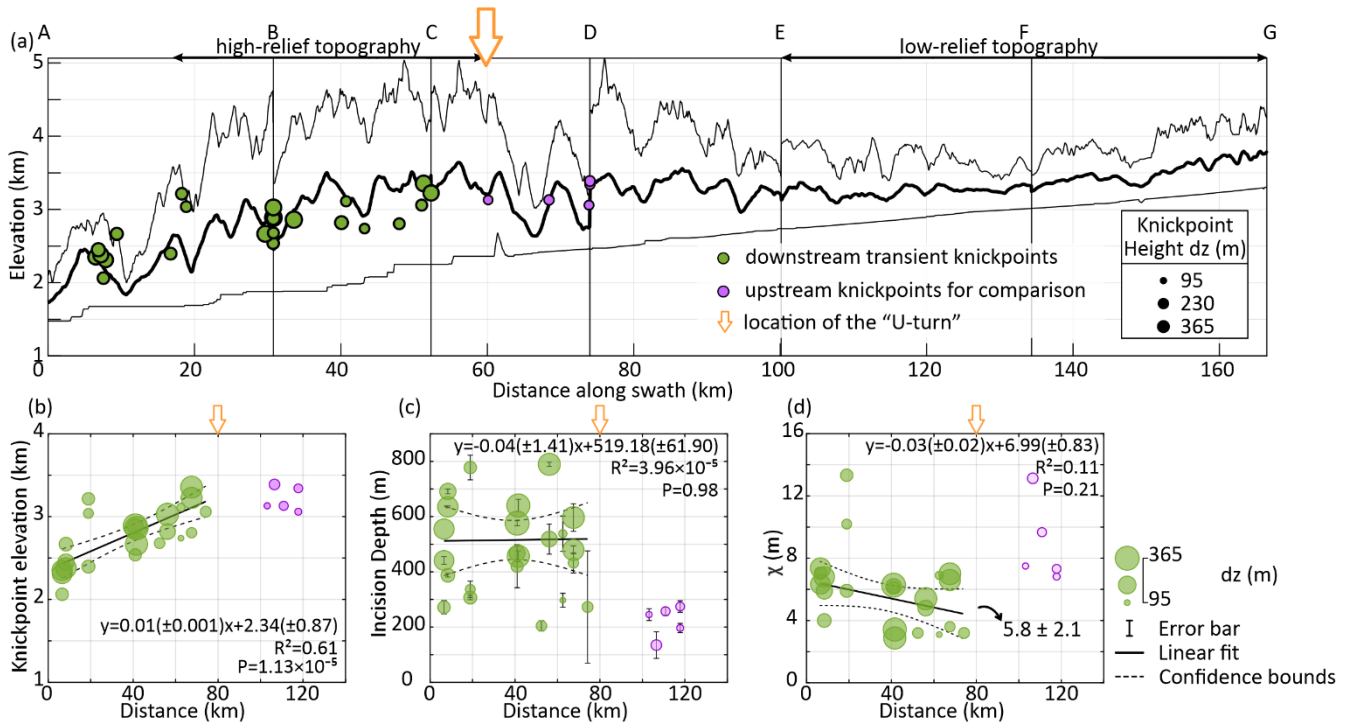 A B C D E F G
(a)
high-relief topography
low-relief topography
5
4
3
2
1
Elevation (km)
downstream transient knickpoints
upstream knickpoints for comparison
location of the “U-turn”
Knickpoint
Height dz (m)
95
230
365
0 20 40 60 80 100 120 140 160
Distance along swath (km)
(b)
4
3
2
1
Knickpoint elevation (km)
y=0.01(±0.001)x+2.34(±0.87)
R²=0.61
P=1.13×10⁻⁵
0 40 80 120
Distance (km)
(c)
y=-0.04(±1.41)x+519.18(±61.90)
R²=3.96×10⁻⁵
P=0.98
800
600
400
200
0
Incision Depth (m)
0 40 80 120
Distance (km)
(d)
y=-0.03(±0.02)x+6.99(±0.83)
R²=0.11
P=0.21
16
12
8
4
0
χ (m)
5.8 ± 2.1
0 40 80 120
Distance (km)
365
95
dz (m)
Error bar
Linear fit
Confidence bounds